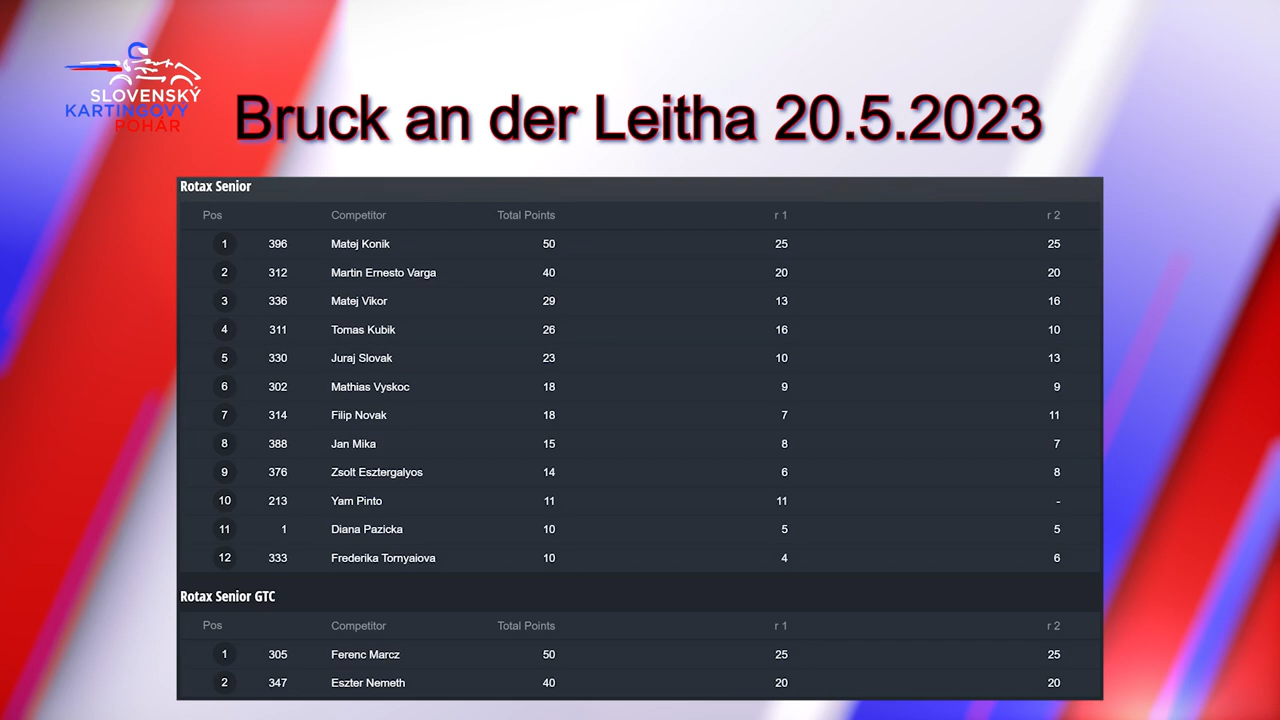 SLOVENSKÝ
KARTINGOVÝ
POHÁR
Bruck an der Leitha 20.5.2023
Rotax Senior
Pos Competitor Total Points r 1 r 2
1 396 Matej Konik 50 25 25
2 312 Martin Ernesto Varga 40 20 20
3 336 Matej Vikor 29 13 16
4 311 Tomas Kubik 26 16 10
5 330 Juraj Slovak 23 10 13
6 302 Mathias Vyskoc 18 9 9
7 314 Filip Novak 18 7 11
8 388 Jan Mika 15 8 7
9 376 Zsolt Esztergalyos 14 6 8
10 213 Yam Pinto 11 11 -
11 1 Diana Pazicka 10 5 5
12 333 Frederika Tornyaiova 10 4 6
Rotax Senior GTC
Pos Competitor Total Points r 1 r 2
1 305 Ferenc Marcz 50 25 25
2 347 Eszter Nemeth 40 20 20